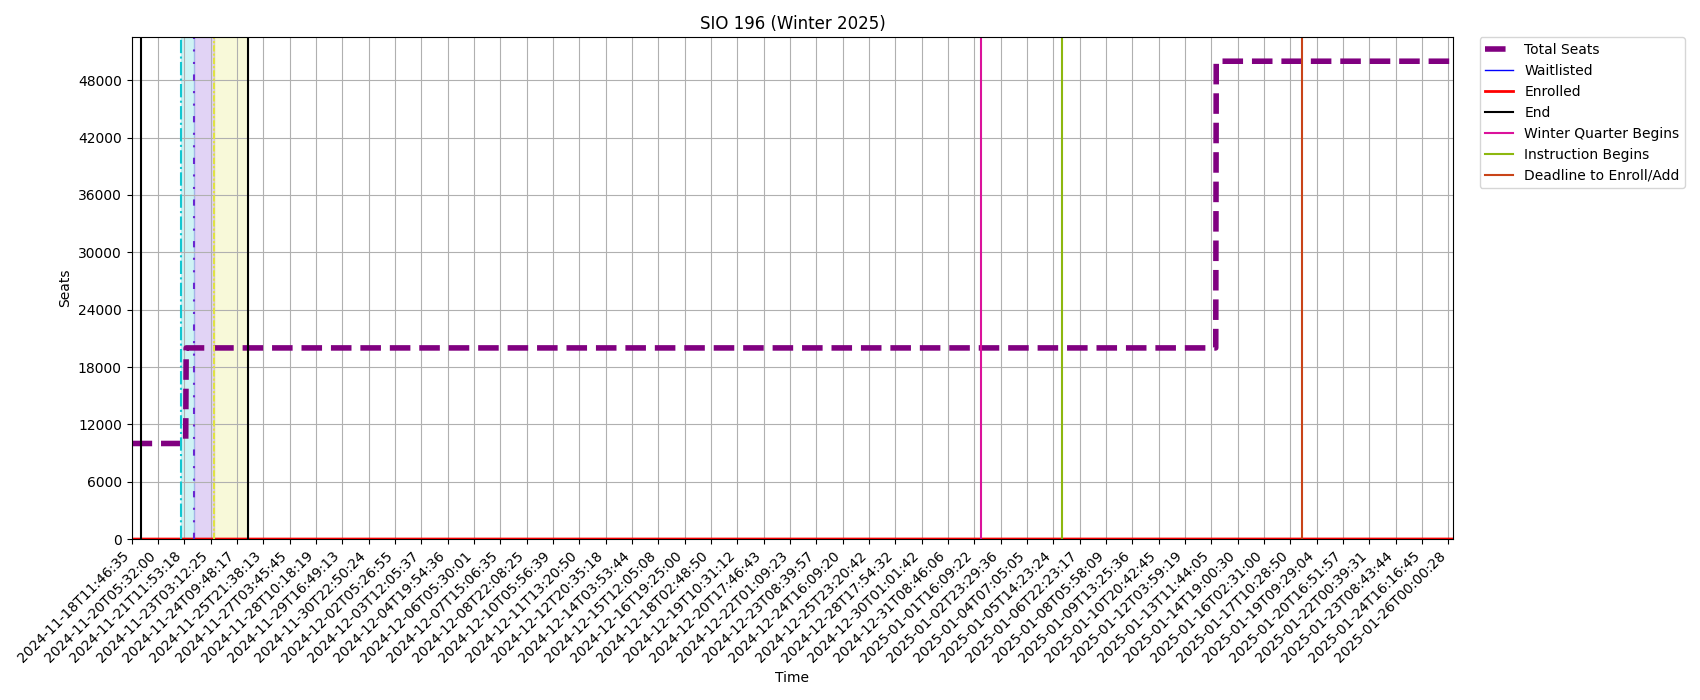 SIO 196 (Winter 2025)
Total Seats
Waitlisted
Enrolled
End
Winter Quarter Begins
Instruction Begins
Deadline to Enroll/Add
Seats
48000
42000
36000
30000
24000
18000
12000
6000
0
2024-11-18T11:46:35
2024-11-20T05:32:00
2024-11-21T11:53:18
2024-11-23T03:12:25
2024-11-24T09:48:17
2024-11-25T21:38:13
2024-11-27T03:45:45
2024-11-28T10:18:19
2024-11-29T16:49:13
2024-11-30T22:50:24
2024-12-02T05:26:55
2024-12-03T12:05:37
2024-12-04T19:54:36
2024-12-06T05:30:01
2024-12-07T15:06:35
2024-12-08T22:08:25
2024-12-10T05:56:39
2024-12-11T13:20:50
2024-12-12T20:35:18
2024-12-14T03:53:44
2024-12-15T12:05:08
2024-12-16T19:25:00
2024-12-18T02:48:50
2024-12-19T10:31:12
2024-12-20T17:46:43
2024-12-22T01:09:23
2024-12-23T08:39:57
2024-12-24T16:09:20
2024-12-25T23:20:42
2024-12-28T17:54:32
2024-12-30T01:01:42
2024-12-31T08:46:06
2025-01-01T16:09:22
2025-01-02T23:29:36
2025-01-04T07:05:05
2025-01-05T14:23:24
2025-01-06T22:23:17
2025-01-08T05:58:09
2025-01-09T13:25:36
2025-01-10T20:42:45
2025-01-12T03:59:19
2025-01-13T11:44:05
2025-01-14T19:00:30
2025-01-16T02:31:00
2025-01-17T10:28:50
2025-01-19T09:29:04
2025-01-20T16:51:57
2025-01-22T00:39:31
2025-01-23T08:43:44
2025-01-24T16:16:45
2025-01-26T00:00:28
Time